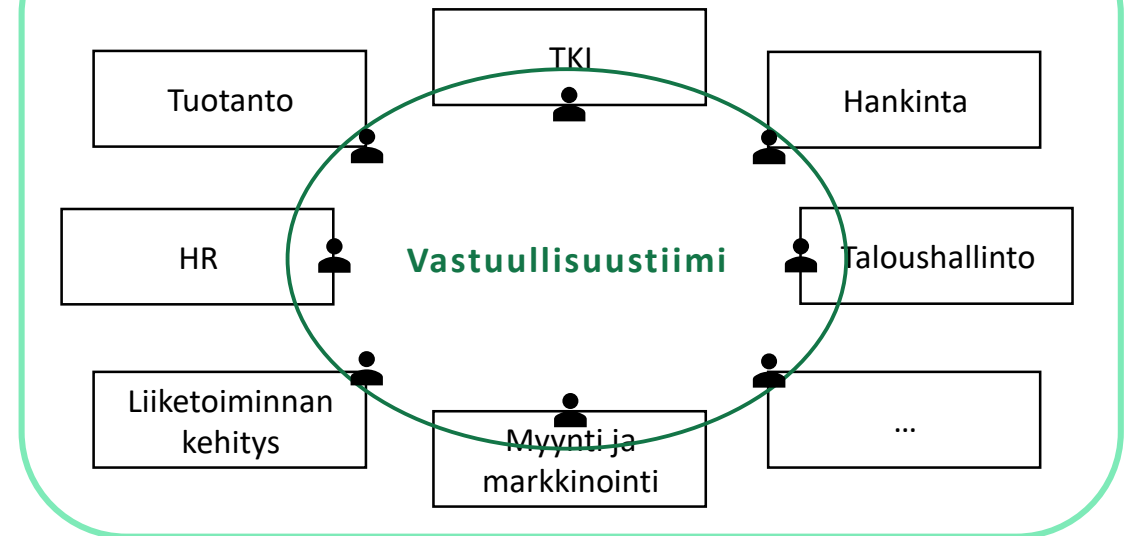 TKI
Tuotanto
Hankinta
HR
Vastuullisuustiimi
Taloushallinto
Liiketoiminnan
kehitys
Myynti ja
markkinointi
…